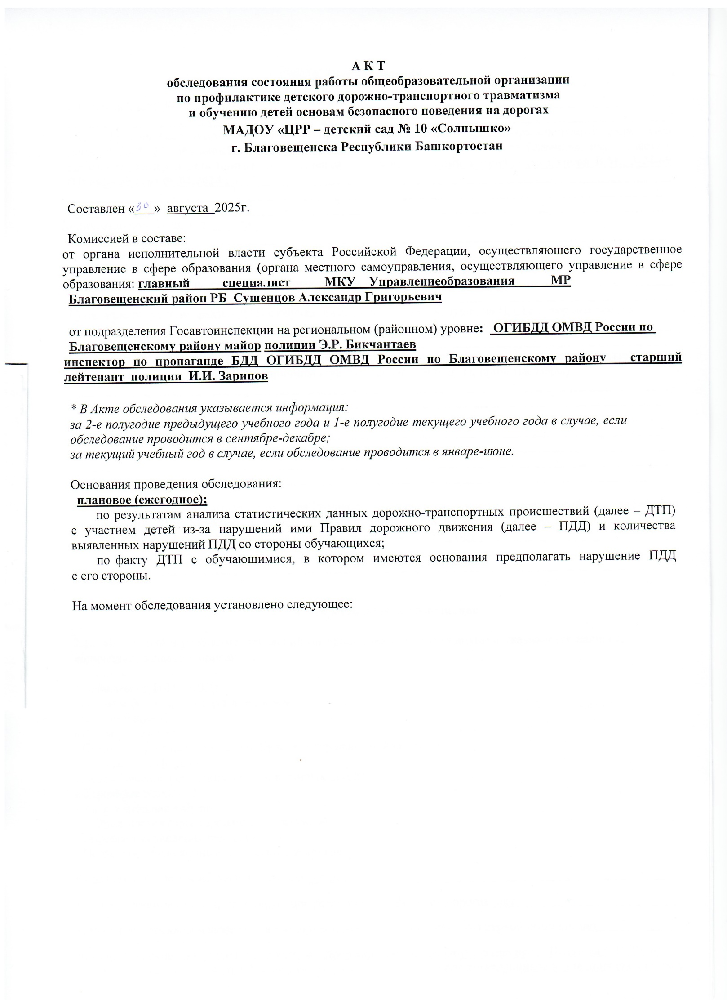 А К Т
обследования состояния работы общеобразовательной организации
по профилактике детского дорожно-транспортного травматизма
и обучению детей основам безопасного поведения на дорогах
МАДОУ «ЦРР – детский сад № 10 «Солнышко»
г. Благовещенска Республики Башкортостан
Составлен «30» августа 2025г.
Комиссией в составе:
от органа исполнительной власти субъекта Российской Федерации, осуществляющего государственное
управление в сфере образования (органа местного самоуправления, осуществляющего управление в сфере
образования: главный специалист МКУ Управлениеобразования МР
Благовещенский район РБ Сушенцов Александр Григорьевич
от подразделения Госавтоинспекции на региональном (районном) уровне: ОГИБДД ОМВД России по
Благовещенскому району майор полиции Э.Р. Бикчантаев
инспектор по пропаганде БДД ОГИБДД ОМВД России по Благовещенскому району старший
лейтенант полиции И.И. Зарипов
* В Акте обследования указывается информация:
за 2-е полугодие предыдущего учебного года и 1-е полугодие текущего учебного года в случае, если
обследование проводится в сентябре-декабре;
за текущий учебный год в случае, если обследование проводится в январе-июне.
Основания проведения обследования:
плановое (ежегодное);
по результатам анализа статистических данных дорожно-транспортных происшествий (далее – ДТП)
с участием детей из-за нарушений ими Правил дорожного движения (далее – ПДД) и количества
выявленных нарушений ПДД со стороны обучающихся;
по факту ДТП с обучающимися, в котором имеются основания предполагать нарушение ПДД
с его стороны.
На момент обследования установлено следующее: